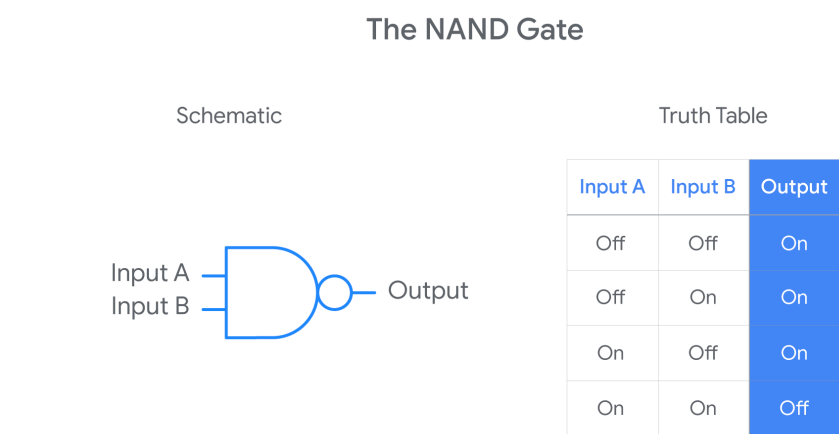 The NAND Gate
Schematic
Truth Table
Input A
Input B
Output
Input A Input B Output
Off Off On
Off On On
On Off On
On On Off